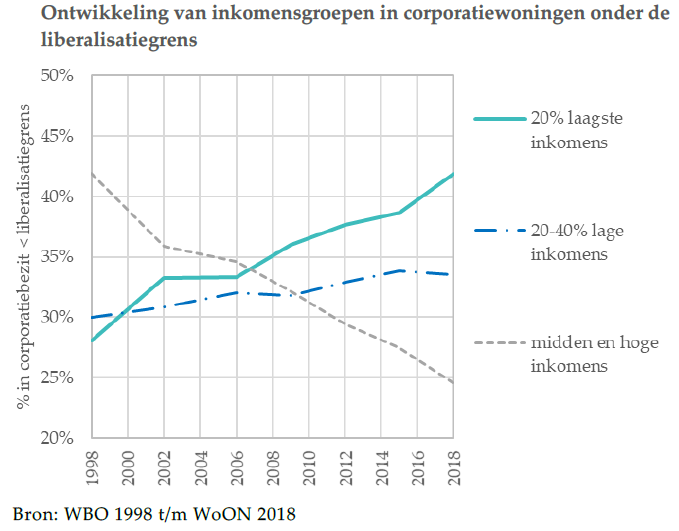 Ontwikkeling van inkomensgroepen in corporatiewoningen onder de
liberalisatiegrens
% in corporatiebezit < liberalisatiegrens
50%
45%
40%
35%
30%
25%
20%
1998
2000
2002
2004
2006
2008
2010
2012
2014
2016
2018
20% laagste
inkomens
20-40% lage
inkomens
midden en hoge
inkomens
Bron: WBO 1998 t/m WoON 2018